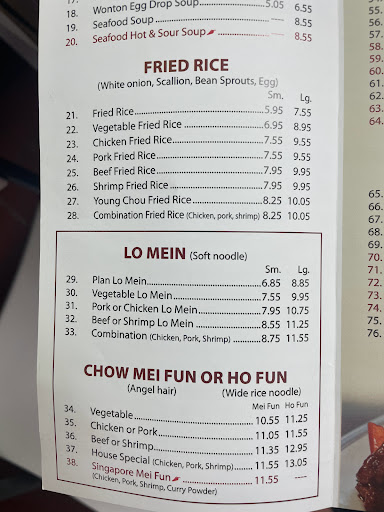 17.
18. Wonton Egg Drop Soup.....5.05 6.55
19. Seafood Soup..... ---- 8.55
20. Seafood Hot & Sour Soup..... ---- 8.55
FRIED RICE
(White onion, Scallion, Bean Sprouts, Egg)
Sm. Lg.
21. Fried Rice.....5.95 7.55
22. Vegetable Fried Rice.....6.95 8.95
23. Chicken Fried Rice.....7.55 9.55
24. Pork Fried Rice.....7.55 9.55
25. Beef Fried Rice.....7.95 9.95
26. Shrimp Fried Rice.....7.95 9.95
27. Young Chou Fried Rice.....8.25 10.05
28. Combination Fried Rice (Chicken, pork, shrimp) 8.25 10.05
LO MEIN (Soft noodle)
Sm. Lg.
29. Plan Lo Mein.....6.85 8.85
30. Vegetable Lo Mein.....7.55 9.95
31. Pork or Chicken Lo Mein.....7.95 10.75
32. Beef or Shrimp Lo Mein.....8.55 11.25
33. Combination (Chicken, Pork, Shrimp).....8.75 11.55
CHOW MEI FUN OR HO FUN
(Angel hair) (Wide rice noodle)
Mei Fun Ho Fun
34. Vegetable.....10.55 11.25
35. Chicken or Pork.....11.05 11.55
36. Beef or Shrimp.....11.35 12.95
37. House Special (Chicken, Pork, Shrimp).....11.55 13.05
38. Singapore Mei Fun.....11.55 ----
(Chicken, Pork, Shrimp, Curry Powder)
55.
56.
57.
58.
59.
60.
61.
62.
63.
64.
65.
66.
67.
68.
69.
70.
71.
72.
73.
74.
75.
76.